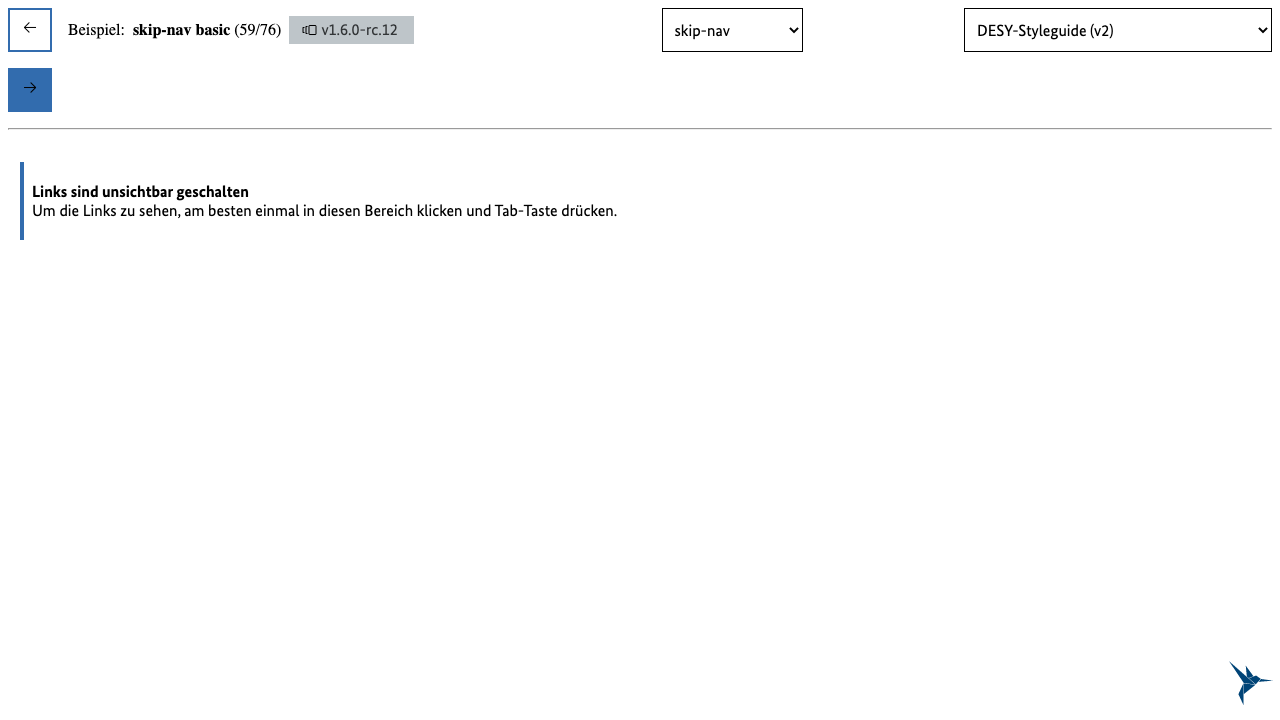 Beispiel: skip-nav basic (59/76) v1.6.0-rc.12
skip-nav
DESY-Styleguide (v2)
Links sind unsichtbar geschalten
Um die Links zu sehen, am besten einmal in diesen Bereich klicken und Tab-Taste drücken.